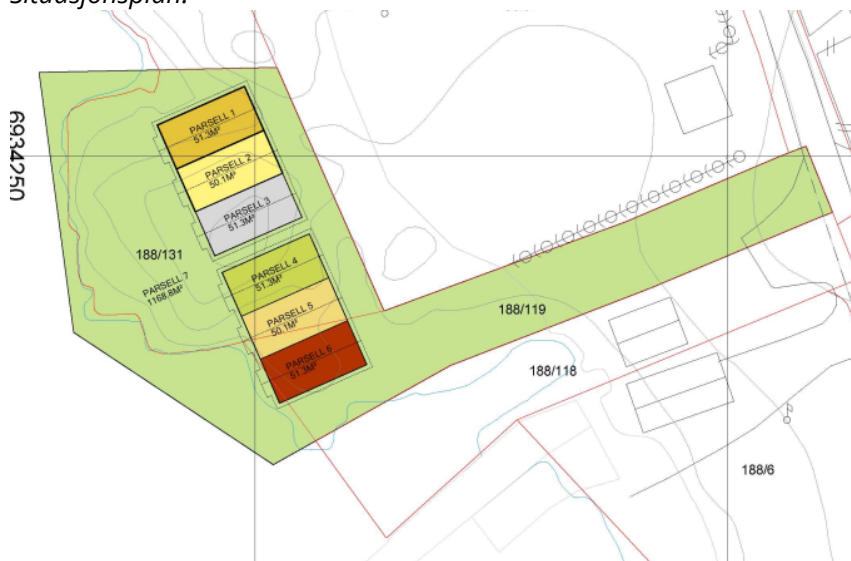 Situasjonsplan.
6934250
PARSELL 1
51.3M²
PARSELL 2
50.1M²
PARSELL 3
51.3M²
188/131
PARSELL 7
1168.8M²
PARSELL 4
51.3M²
PARSELL 5
50.1M²
PARSELL 6
51.3M²
188/119
188/118
188/6